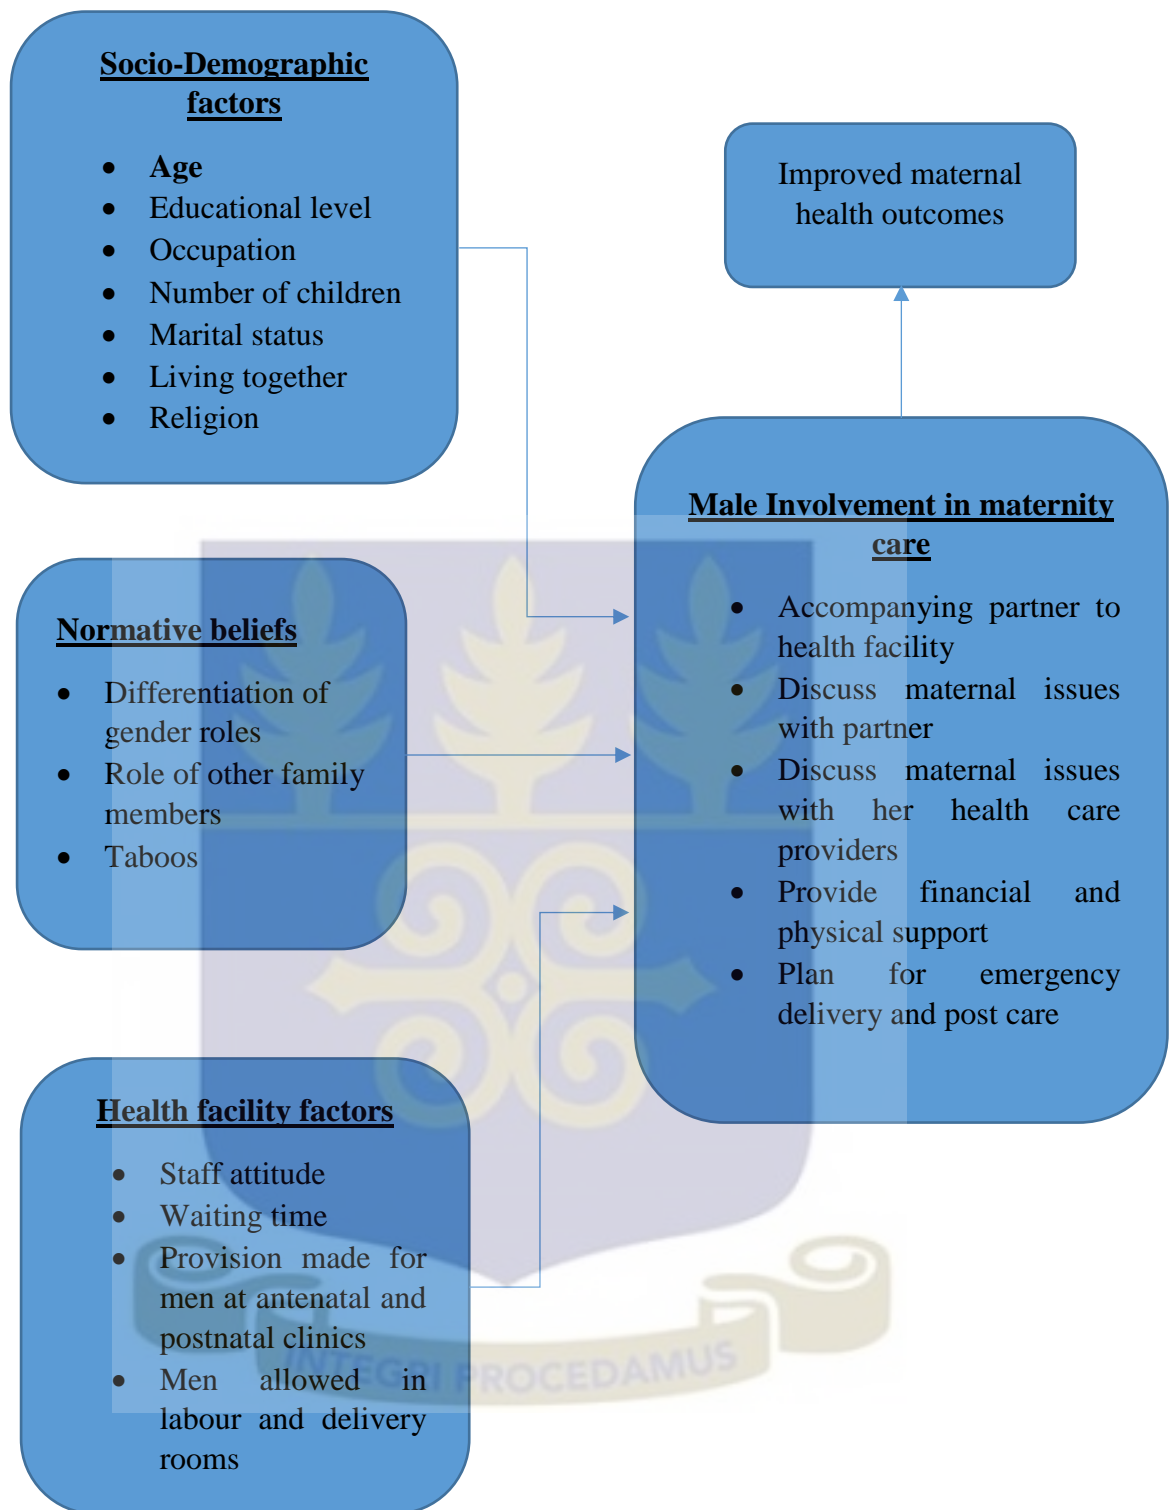 Socio-Demographic
factors
• Age
• Educational level
• Occupation
• Number of children
• Marital status
• Living together
• Religion
Improved maternal
health outcomes
Normative beliefs
• Differentiation of
gender roles
• Role of other family
members
• Taboos
Male Involvement in maternity
care
• Accompanying partner to
health facility
• Discuss maternal issues
with partner
• Discuss maternal issues
with her health care
providers
• Provide financial and
physical support
• Plan for emergency
delivery and post care
Health facility factors
• Staff attitude
• Waiting time
• Provision made for
men at antenatal and
postnatal clinics
• Men allowed in
labour and delivery
rooms
INTEGRI PROCEDAMUS